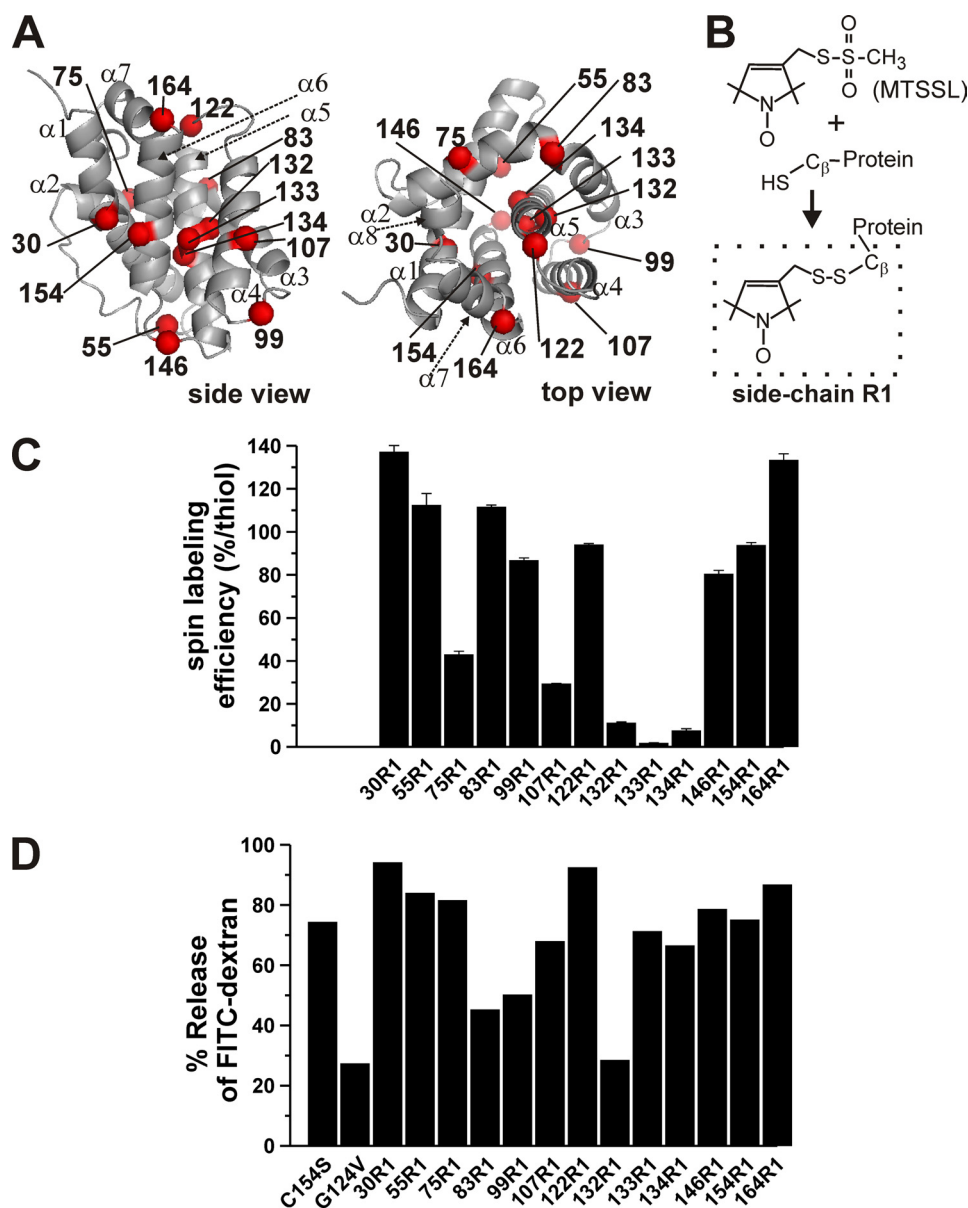 A
α7
164
122
α6
α5
75
α1
83
132
α2
133
30
134
107
154
α4
α3
55
99
146
side view
55
83
146
75
134
133
132
α2
α5
α3
α8
30
99
α1
α4
154
164
α6
122
107
α7
top view
B
S-S-CH3
O
O
(MTSSL)
N
O
+
HS
Cβ-Protein
Protein
S-S-Cβ
N
O
side-chain R1
C
spin labeling
efficiency (%/thiol)
140
120
100
80
60
40
20
0
30R1
55R1
75R1
83R1
99R1
107R1
122R1
132R1
133R1
134R1
146R1
154R1
164R1
D
% Release
of FITC-dextran
100
80
60
40
20
0
C154S
G124V
30R1
55R1
75R1
83R1
99R1
107R1
122R1
132R1
133R1
134R1
146R1
154R1
164R1